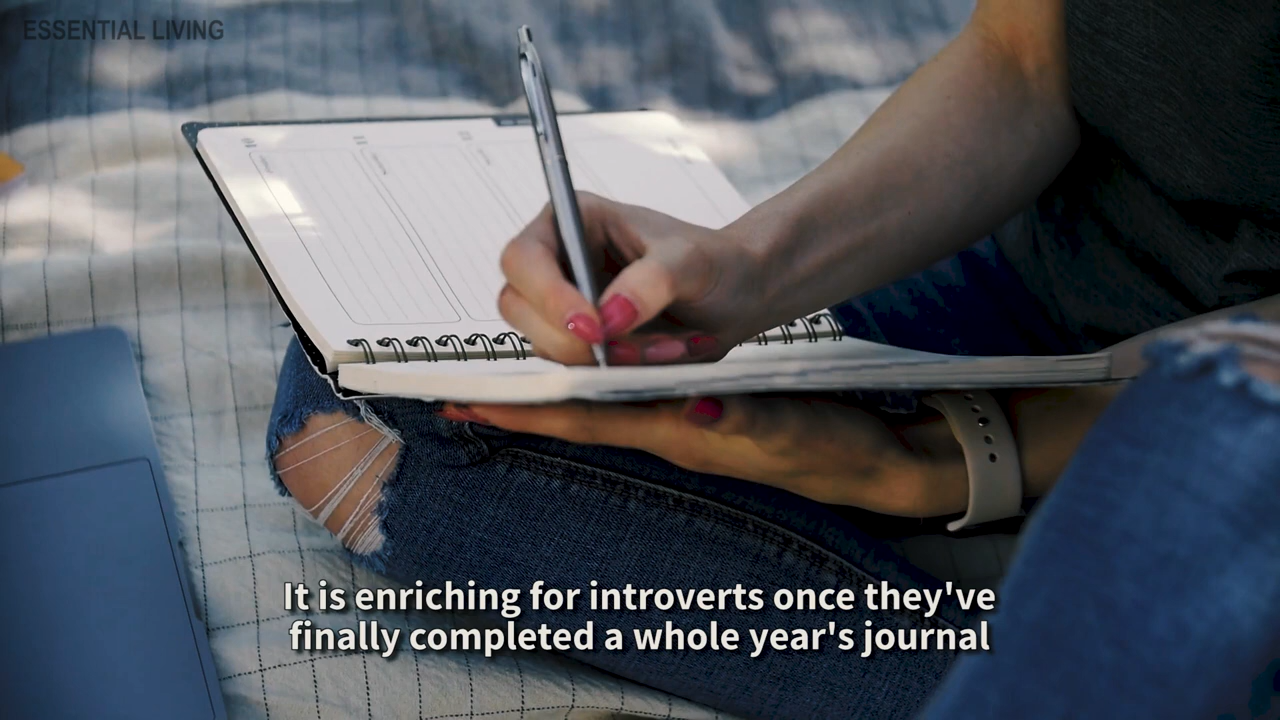 ESSENTIAL LIVING
It is enriching for introverts once they've
finally completed a whole year's journal